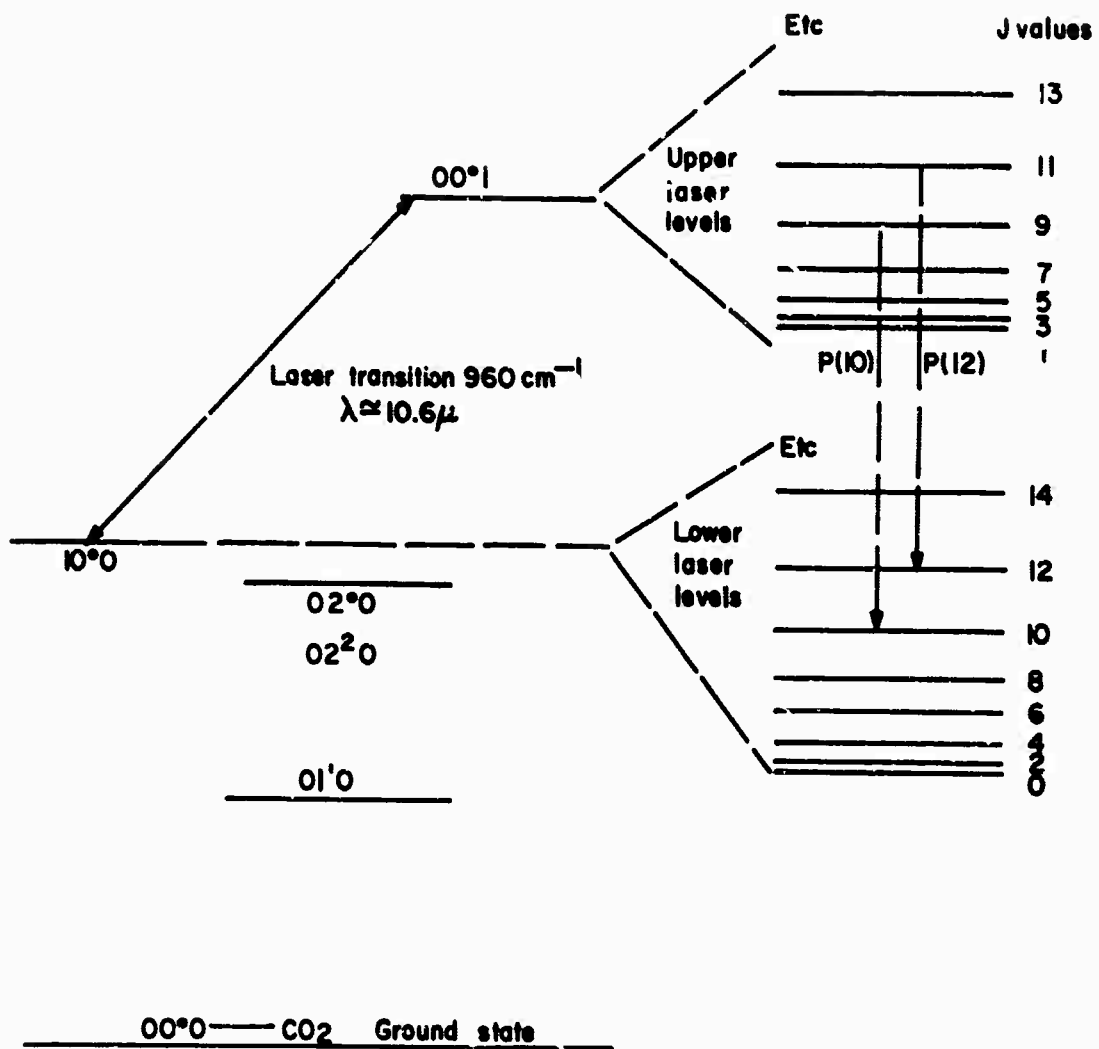 Etc
J values
13
Upper
laser
levels
11
00°1
9
7
5
3
P(10)
P(12)
Laser transition 960 cm⁻¹
λ≃10.6μ
Etc
14
10°0
Lower
laser
levels
12
02°0
10
02²0
8
6
4
2
0
01'0
00°0 — CO₂ Ground state